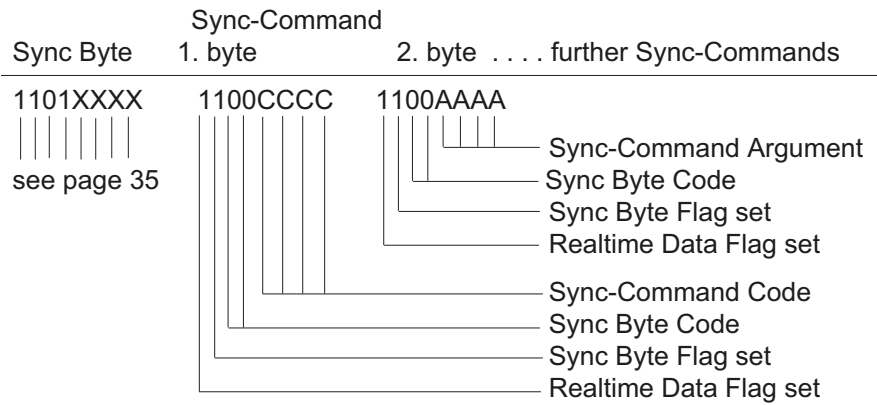 Sync-Command
Sync Byte 1. byte 2. byte . . . . further Sync-Commands
1101XXXX 1100CCCC 1100AAAA
Sync-Command Argument
see page 35 Sync Byte Code
Sync Byte Flag set
Realtime Data Flag set
Sync-Command Code
Sync Byte Code
Sync Byte Flag set
Realtime Data Flag set